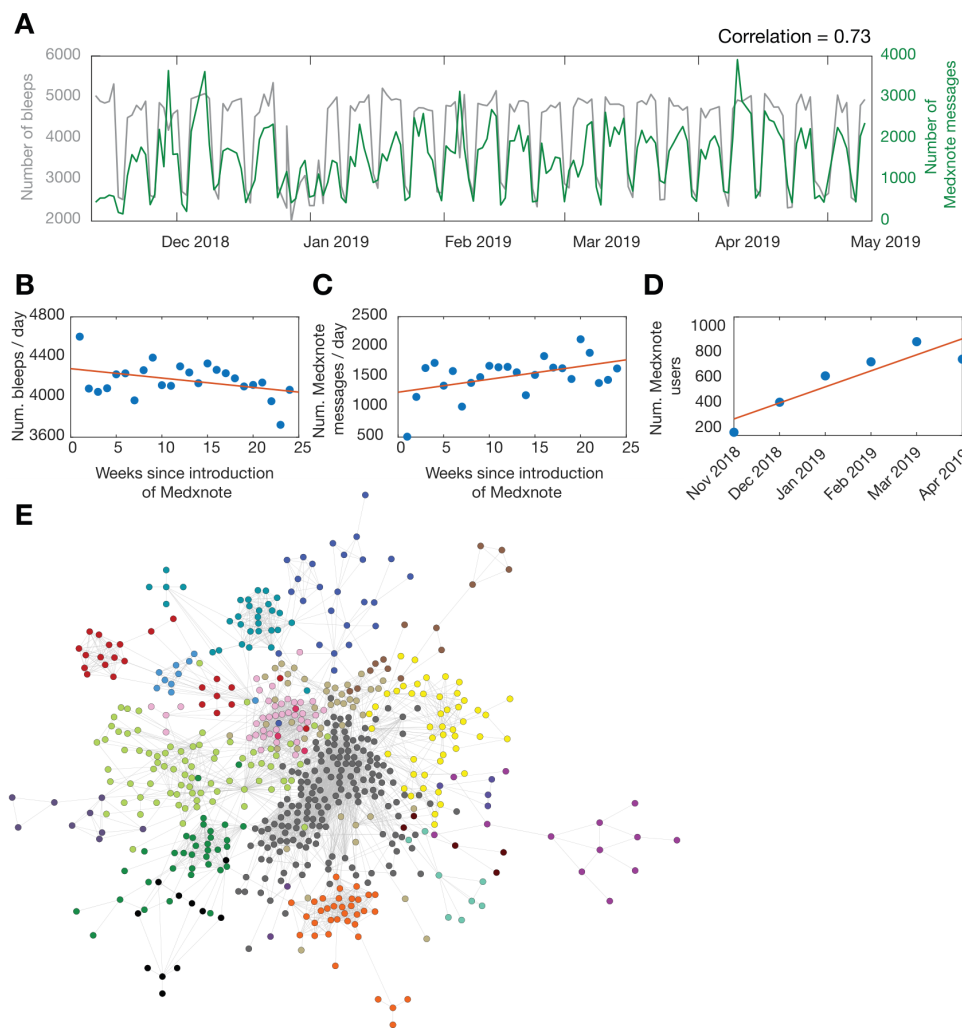 A
Correlation = 0.73
6000
5000
4000
3000
2000
Number of bleeps
4000
3000
2000
1000
0
Number of
Medxnote messages
Dec 2018
Jan 2019
Feb 2019
Mar 2019
Apr 2019
May 2019
B
4800
4400
4000
3600
Num. bleeps / day
0 5 10 15 20 25
Weeks since introduction
of Medxnote
C
2500
2000
1500
1000
500
Num. Medxnote
messages / day
0 5 10 15 20 25
Weeks since introduction
of Medxnote
D
1000
800
600
400
200
Num. Medxnote
users
Nov 2018
Dec 2018
Jan 2019
Feb 2019
Mar 2019
Apr 2019
E